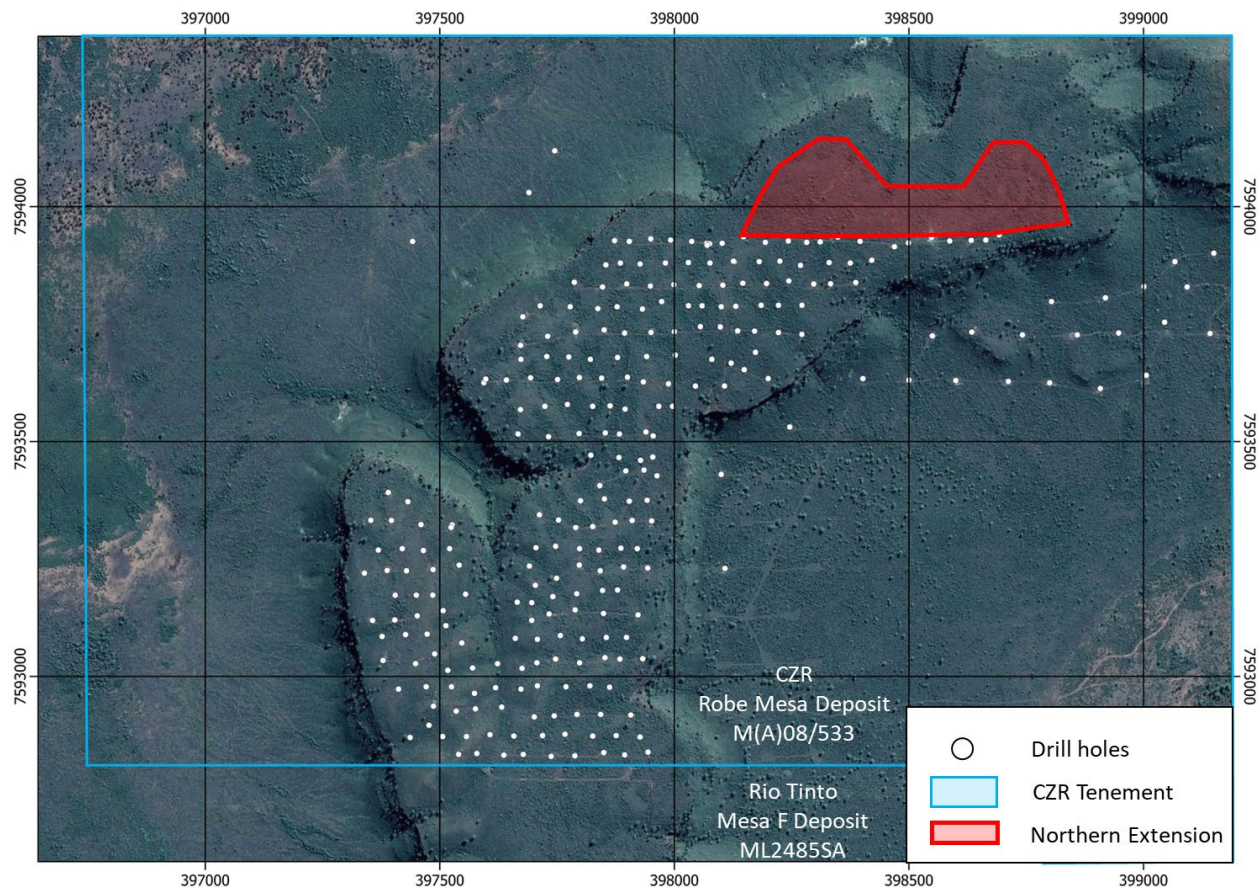 397000
397500
398000
398500
399000
7594000
7594000
7593500
7593500
7593000
7593000
CZR
Robe Mesa Deposit
M(A)08/533
Rio Tinto
Mesa F Deposit
ML2485SA
Drill holes
CZR Tenement
Northern Extension
397000
397500
398000
398500
399000